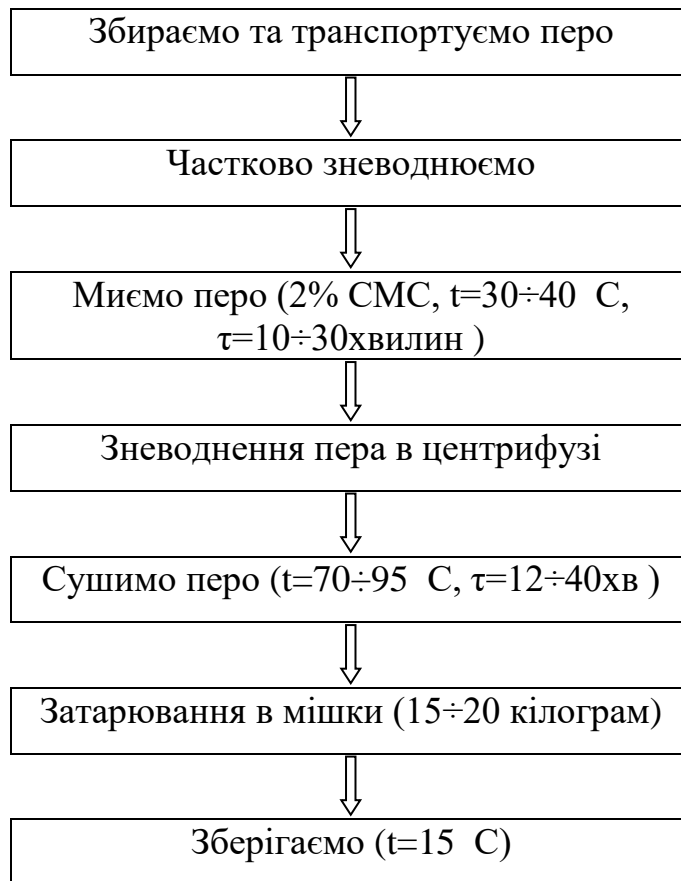 Збираємо та транспортуємо перо
Частково зневоднюємо
Миємо перо (2% СМС, t=30÷40  С,
τ=10÷30хвилин )
Зневоднення пера в центрифузі
Сушимо перо (t=70÷95  С, τ=12÷40хв )
Затарювання в мішки (15÷20 кілограм)
Зберігаємо (t=15  С)